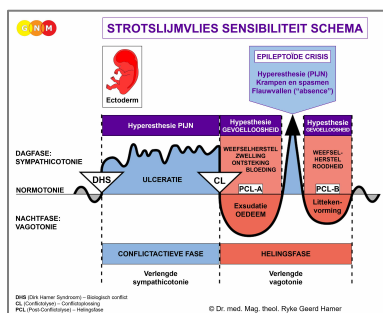 GNM
STROTSLIJMVLIES SENSIBILITEIT SCHEMA
EPILEPTOÏDE CRISIS
Hyperesthesie (PIJN)
Krampen en spasmen
Flauwvallen ("absence")
Ectoderm
Hyperesthesie PIJN
Hypesthesie
GEVOELLOOSHEID
Hypesthesie
GEVOELLOOSHEID
DAGFASE:
SYMPATHICOTONIE
WEEFSELHERSTEL
ZWELLING
ONTSTEKING
BLOEDING
WEEFSEL-
HERSTEL
ROODHEID
DHS
ULCERATIE
CL
NORMOTONIE
PCL-A
PCL-B
Exsudatie
OEDEEM
Litteken-
vorming
NACHTFASE:
VAGOTONIE
CONFLICTACTIEVE FASE
HELINGSFASE
Verlengde
sympathicotonie
Verlengde
vagotonie
DHS (Dirk Hamer Syndroom) – Biologisch conflict
CL (Conflictolyse) – Conflictoplossing
PCL (Post-Conflictolyse) – Helingsfase
© Dr. med. Mag. theol. Ryke Geerd Hamer